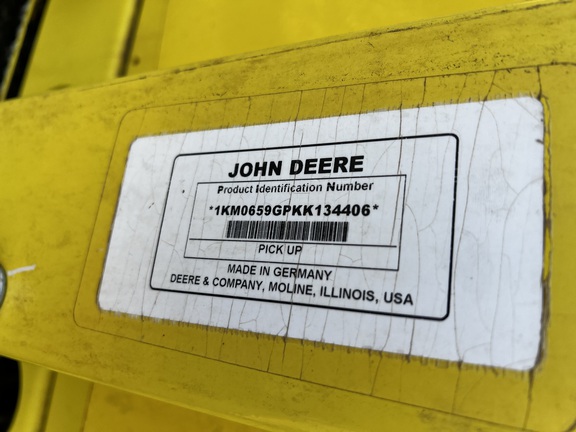 JOHN DEERE
Product Identification Number
*1KM0659GPKK134406*
PICK UP
MADE IN GERMANY
DEERE & COMPANY, MOLINE, ILLINOIS, USA